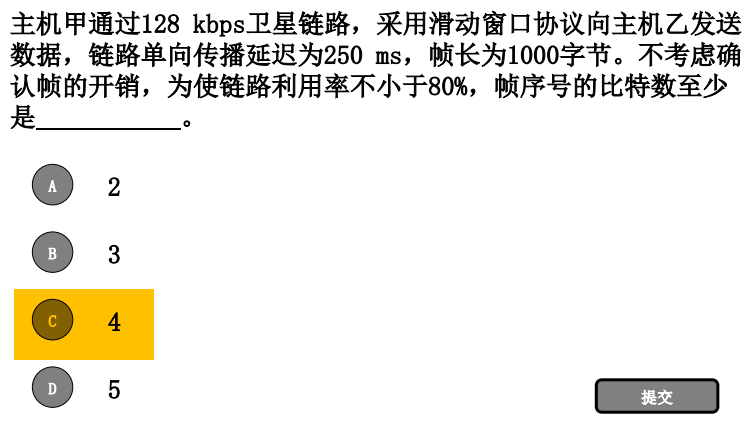 主机甲通过128 kbps卫星链路，采用滑动窗口协议向主机乙发送
数据，链路单向传播延迟为250 ms，帧长为1000字节。不考虑确
认帧的开销，为使链路利用率不小于80%，帧序号的比特数至少
是___________。
A 2
B 3
C 4
D 5
提交